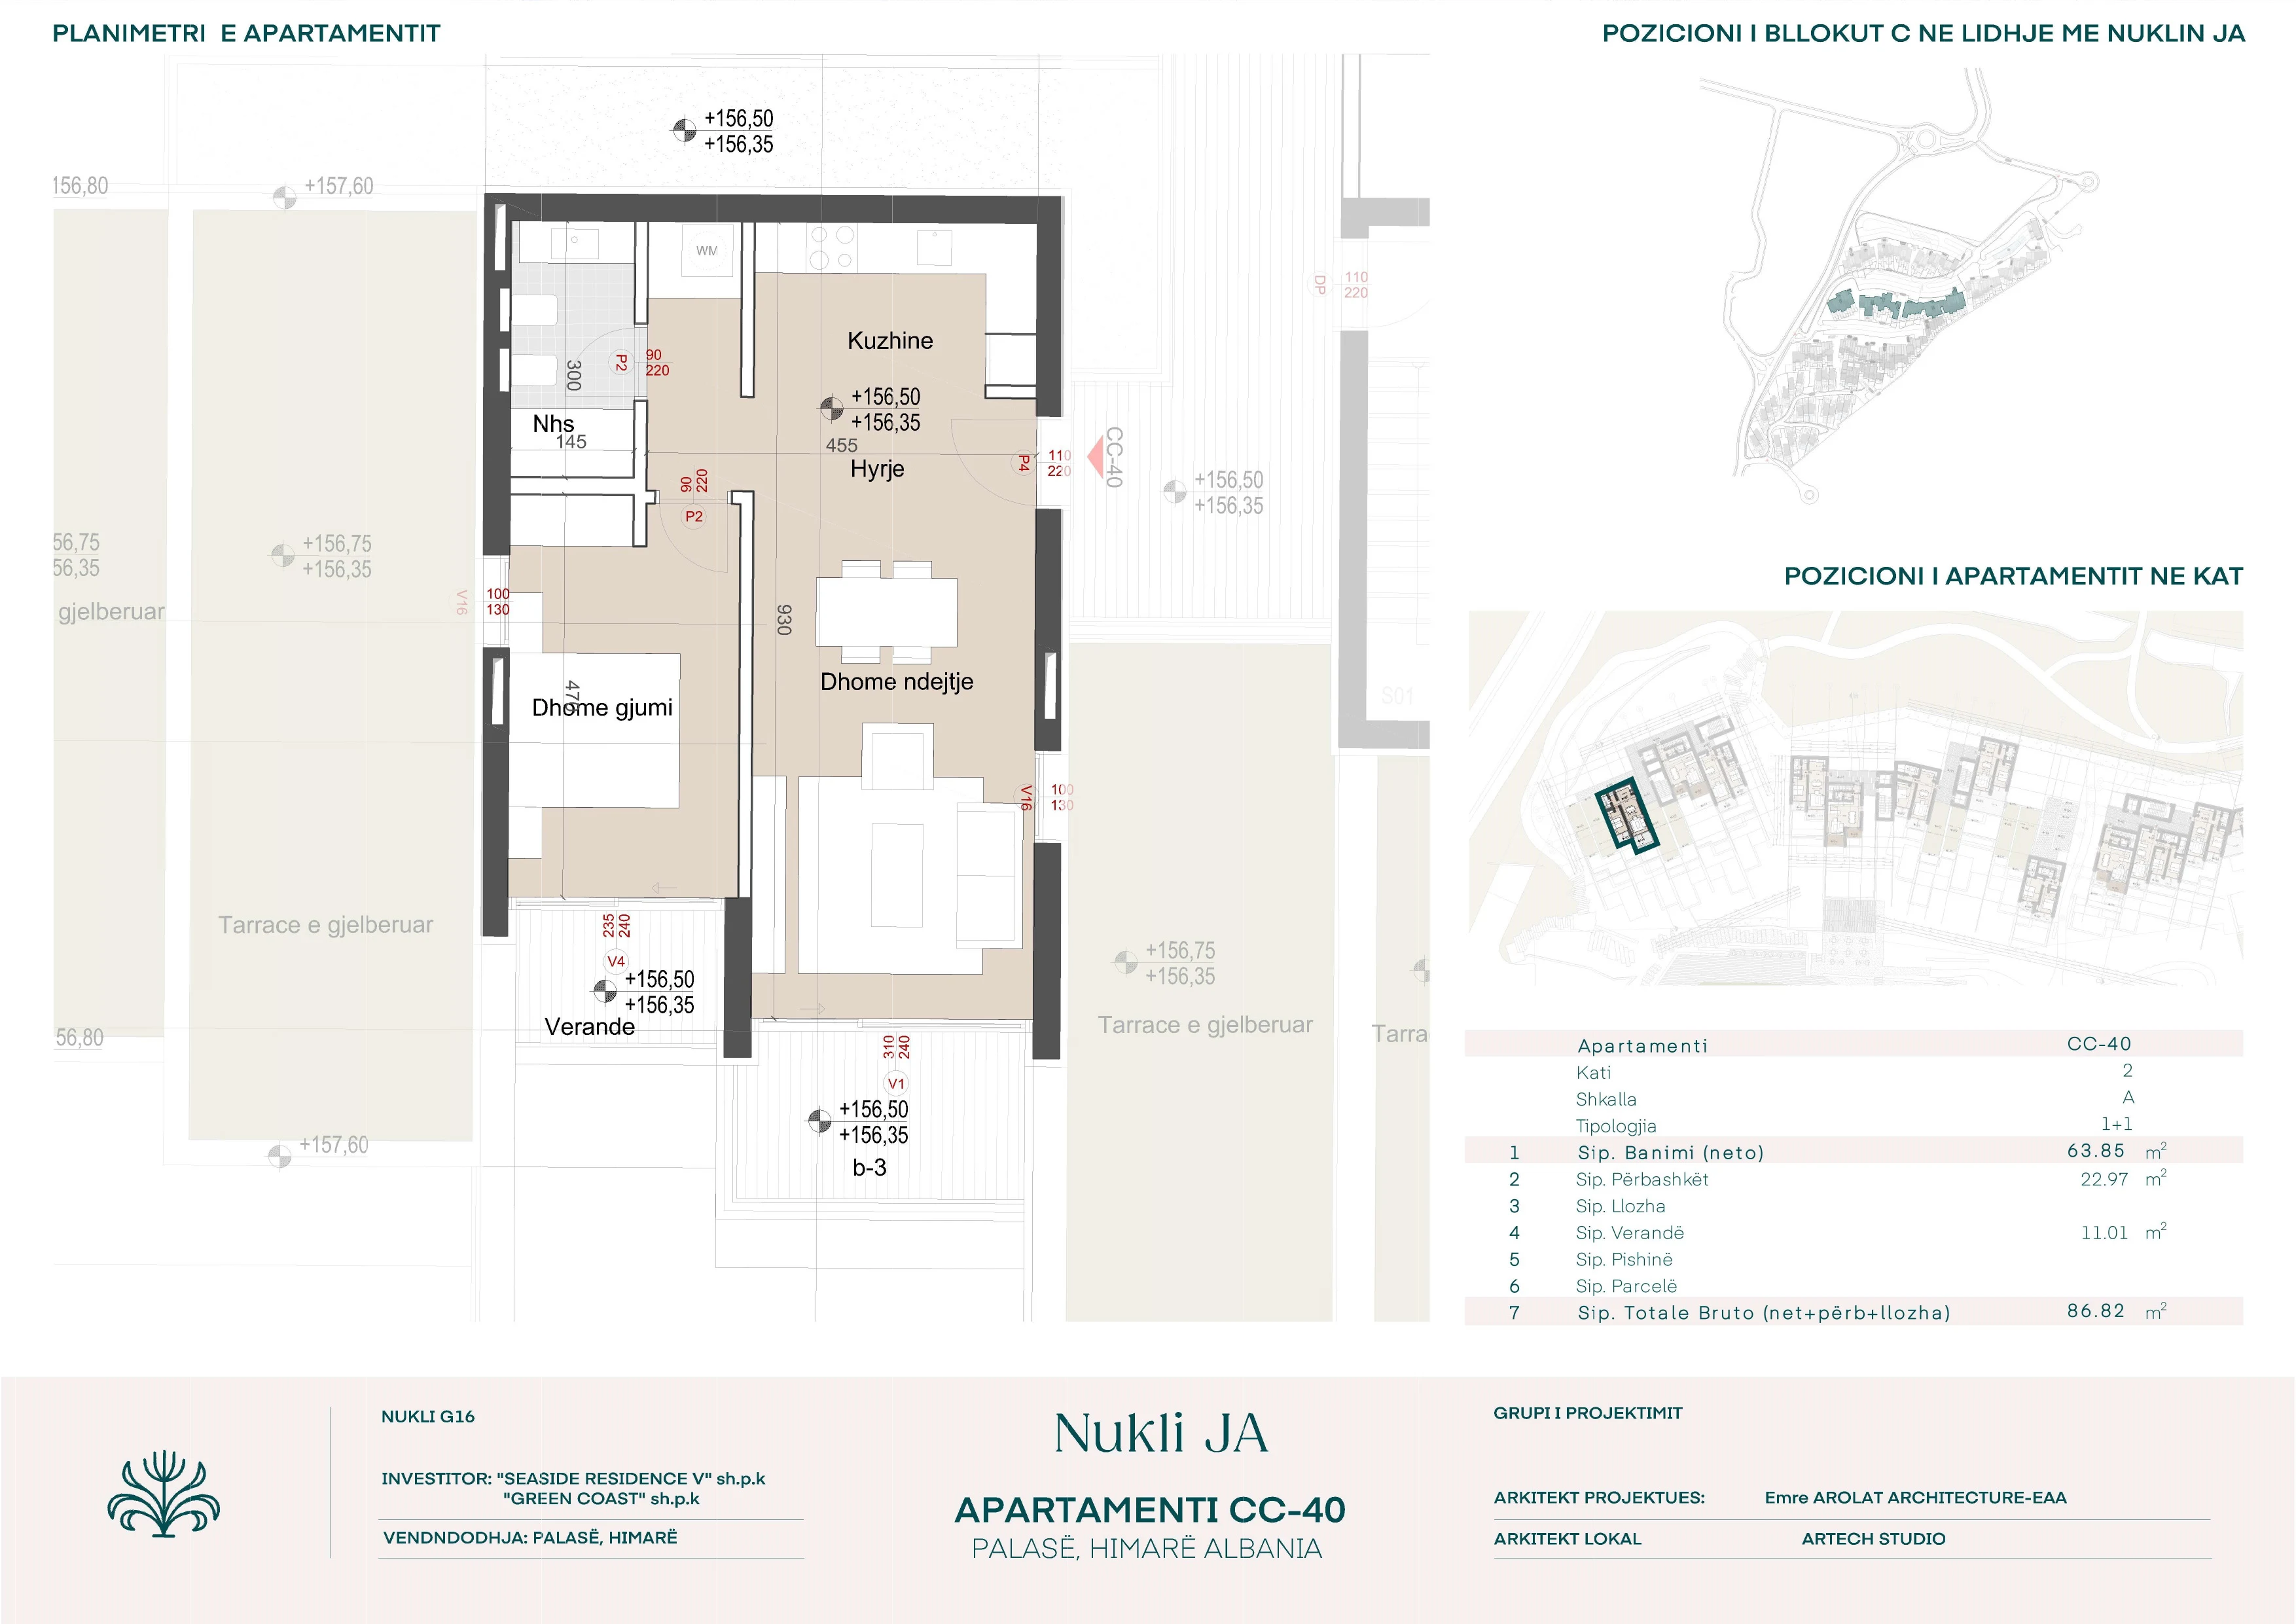 PLANIMETRI E APARTAMENTIT
POZICIONI I BLLOKUT C NE LIDHJE ME NUKLIN JA
+156,50
+156,35
156,80
+157,60
WM
110
220
DP
Kuzhine
P2
90
220
300
+156,50
+156,35
Nhs
145
455
Hyrje
P4
110
220
CC-40
90
220
P2
+156,50
+156,35
56,75
56,35
+156,75
+156,35
gjelberuar
V16
100
130
930
POZICIONI I APARTAMENTIT NE KAT
Dhome ndejtje
S01
Dhome gjumi
V16
100
130
Tarrace e gjelberuar
235
240
V4
+156,50
+156,35
Verande
+156,75
+156,35
Tarrace e gjelberuar
Tarra
56,80
310
240
V1
+156,50
+156,35
b-3
+157,60
Apartamenti CC-40
Kati 2
Shkalla A
Tipologjia 1+1
1 Sip. Banimi (neto) 63.85 m²
2 Sip. Përbashkët 22.97 m²
3 Sip. Llozha
4 Sip. Verandë 11.01 m²
5 Sip. Pishinë
6 Sip. Parcelë
7 Sip. Totale Bruto (net+përb+llozha) 86.82 m²
NUKLI G16
INVESTITOR: "SEASIDE RESIDENCE V" sh.p.k
"GREEN COAST" sh.p.k
VENDNDODHJA: PALASË, HIMARË
Nukli JA
APARTAMENTI CC-40
PALASË, HIMARË ALBANIA
GRUPI I PROJEKTIMIT
ARKITEKT PROJEKTUES: Emre AROLAT ARCHITECTURE-EAA
ARKITEKT LOKAL ARTECH STUDIO